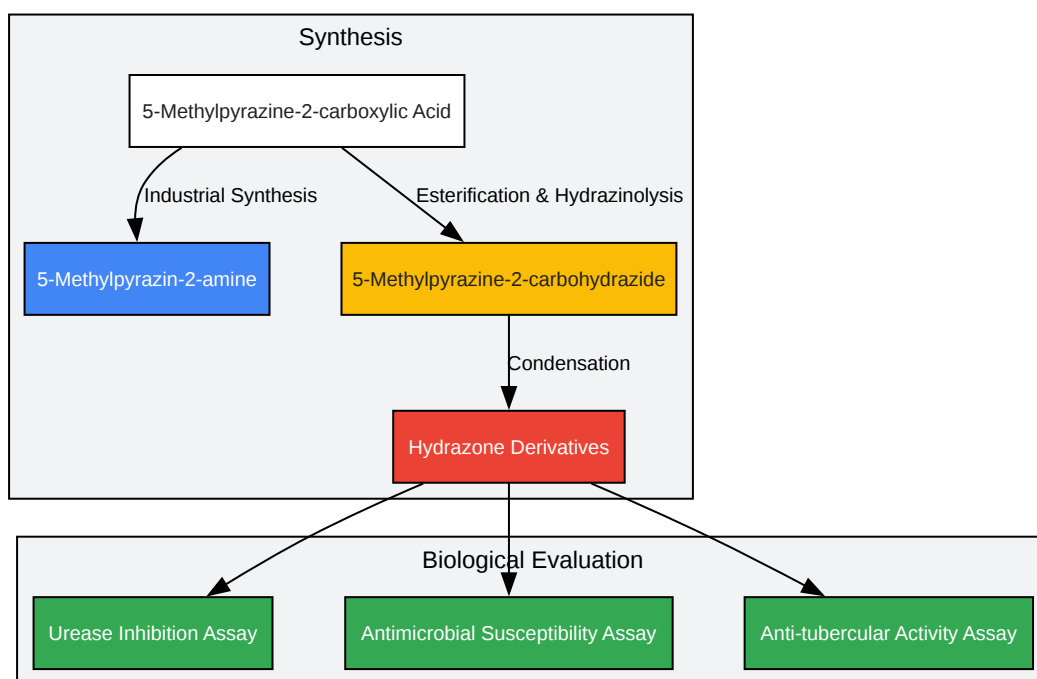 Synthesis
5-Methylpyrazine-2-carboxylic Acid
Industrial Synthesis
Esterification & Hydrazinolysis
5-Methylpyrazin-2-amine
5-Methylpyrazine-2-carbohydrazide
Condensation
Hydrazone Derivatives
Biological Evaluation
Urease Inhibition Assay
Antimicrobial Susceptibility Assay
Anti-tubercular Activity Assay